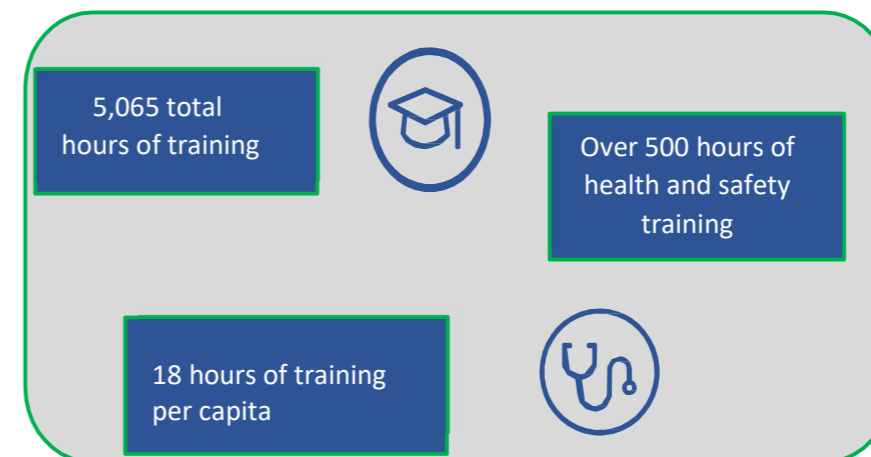 5,065 total
hours of training
Over 500 hours of
health and safety
training
18 hours of training
per capita